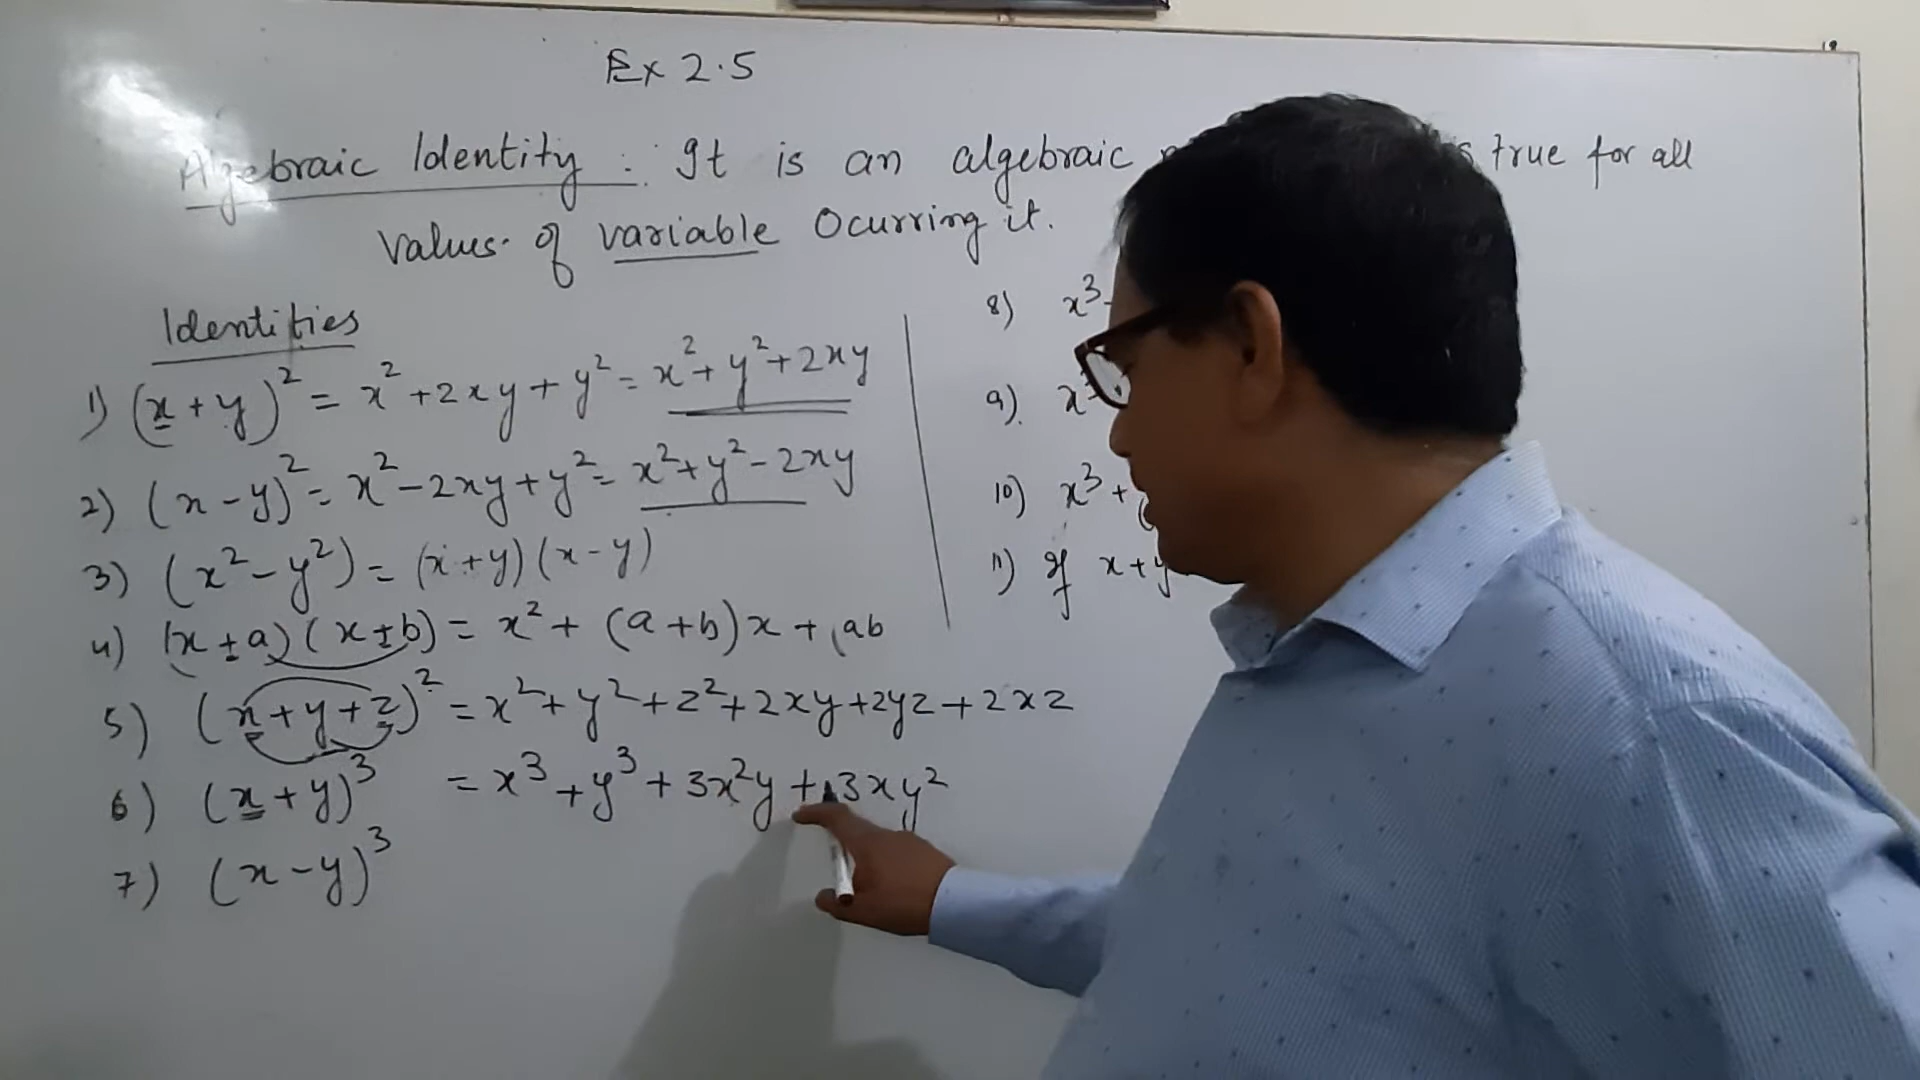 Ex 2.5
Algebraic Identity : It is an algebraic true for all
Values of variable Ocurring it.
Identities
1) (x + y)² = x² + 2xy + y² = x² + y² + 2xy
2) (x - y)² = x² - 2xy + y² = x² + y² - 2xy
3) (x² - y²) = (x + y)(x - y)
4) (x ± a)(x ± b) = x² + (a + b)x + ab
5) (x + y + z)² = x² + y² + z² + 2xy + 2yz + 2xz
6) (x + y)³ = x³ + y³ + 3x²y + 3xy²
7) (x - y)³
8) x³
9) x
10) x³ +
11) If x + y